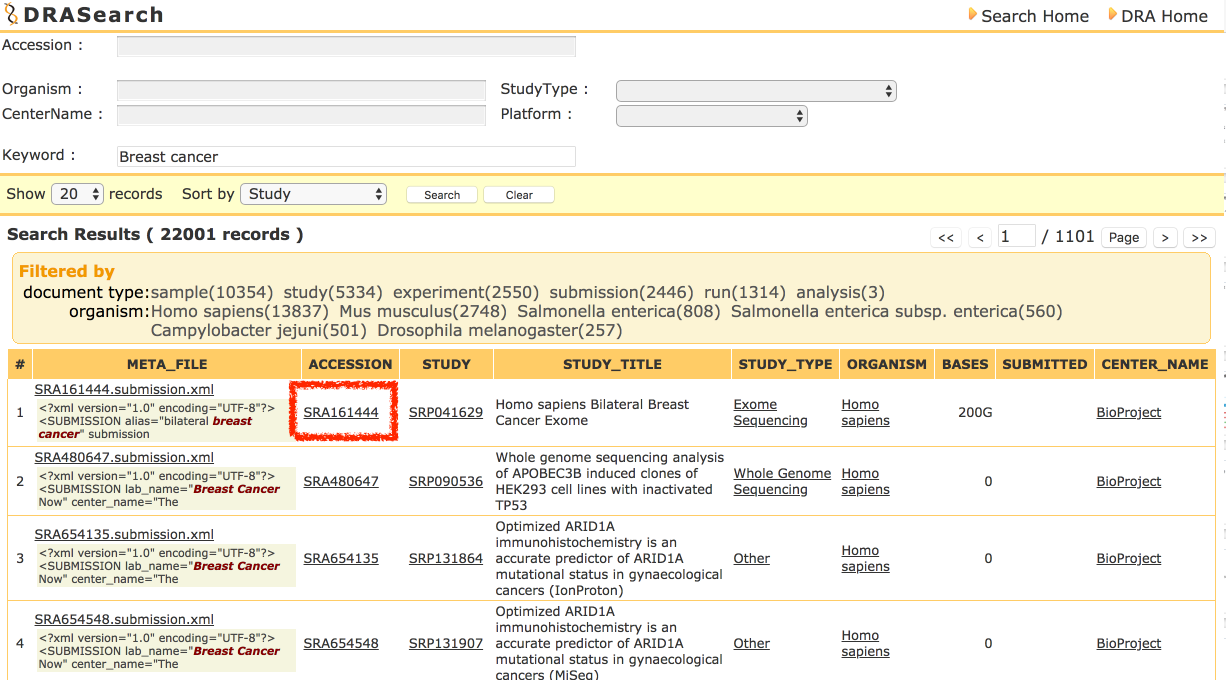 DRASearch
Search Home DRA Home
Accession :
Organism : StudyType :
CenterName : Platform :
Keyword : Breast cancer
Show 20 records Sort by Study Search Clear
Search Results ( 22001 records )
<< < 1 / 1101 Page > >>
Filtered by
document type:sample(10354) study(5334) experiment(2550) submission(2446) run(1314) analysis(3)
organism:Homo sapiens(13837) Mus musculus(2748) Salmonella enterica(808) Salmonella enterica subsp. enterica(560)
Campylobacter jejuni(501) Drosophila melanogaster(257)
# META_FILE ACCESSION STUDY STUDY_TITLE STUDY_TYPE ORGANISM BASES SUBMITTED CENTER_NAME
1
SRA161444.submission.xml
<?xml version="1.0" encoding="UTF-8"?>
<SUBMISSION alias="bilateral breast
cancer" submission
SRA161444
SRP041629
Homo sapiens Bilateral Breast
Cancer Exome
Exome
Sequencing
Homo
sapiens
200G
BioProject
2
SRA480647.submission.xml
<?xml version="1.0" encoding="UTF-8"?>
<SUBMISSION lab_name="Breast Cancer
Now" center_name="The
SRA480647
SRP090536
Whole genome sequencing analysis
of APOBEC3B induced clones of
HEK293 cell lines with inactivated
TP53
Whole Genome
Sequencing
Homo
sapiens
0
BioProject
3
SRA654135.submission.xml
<?xml version="1.0" encoding="UTF-8"?>
<SUBMISSION lab_name="Breast Cancer
Now" center_name="The
SRA654135
SRP131864
Optimized ARID1A
immunohistochemistry is an
accurate predictor of ARID1A
mutational status in gynaecological
cancers (IonProton)
Other
Homo
sapiens
0
BioProject
4
SRA654548.submission.xml
<?xml version="1.0" encoding="UTF-8"?>
<SUBMISSION lab_name="Breast Cancer
Now" center_name="The
SRA654548
SRP131907
Optimized ARID1A
immunohistochemistry is an
accurate predictor of ARID1A
mutational status in gynaecological
cancers (MiSeq)
Other
Homo
sapiens
0
BioProject